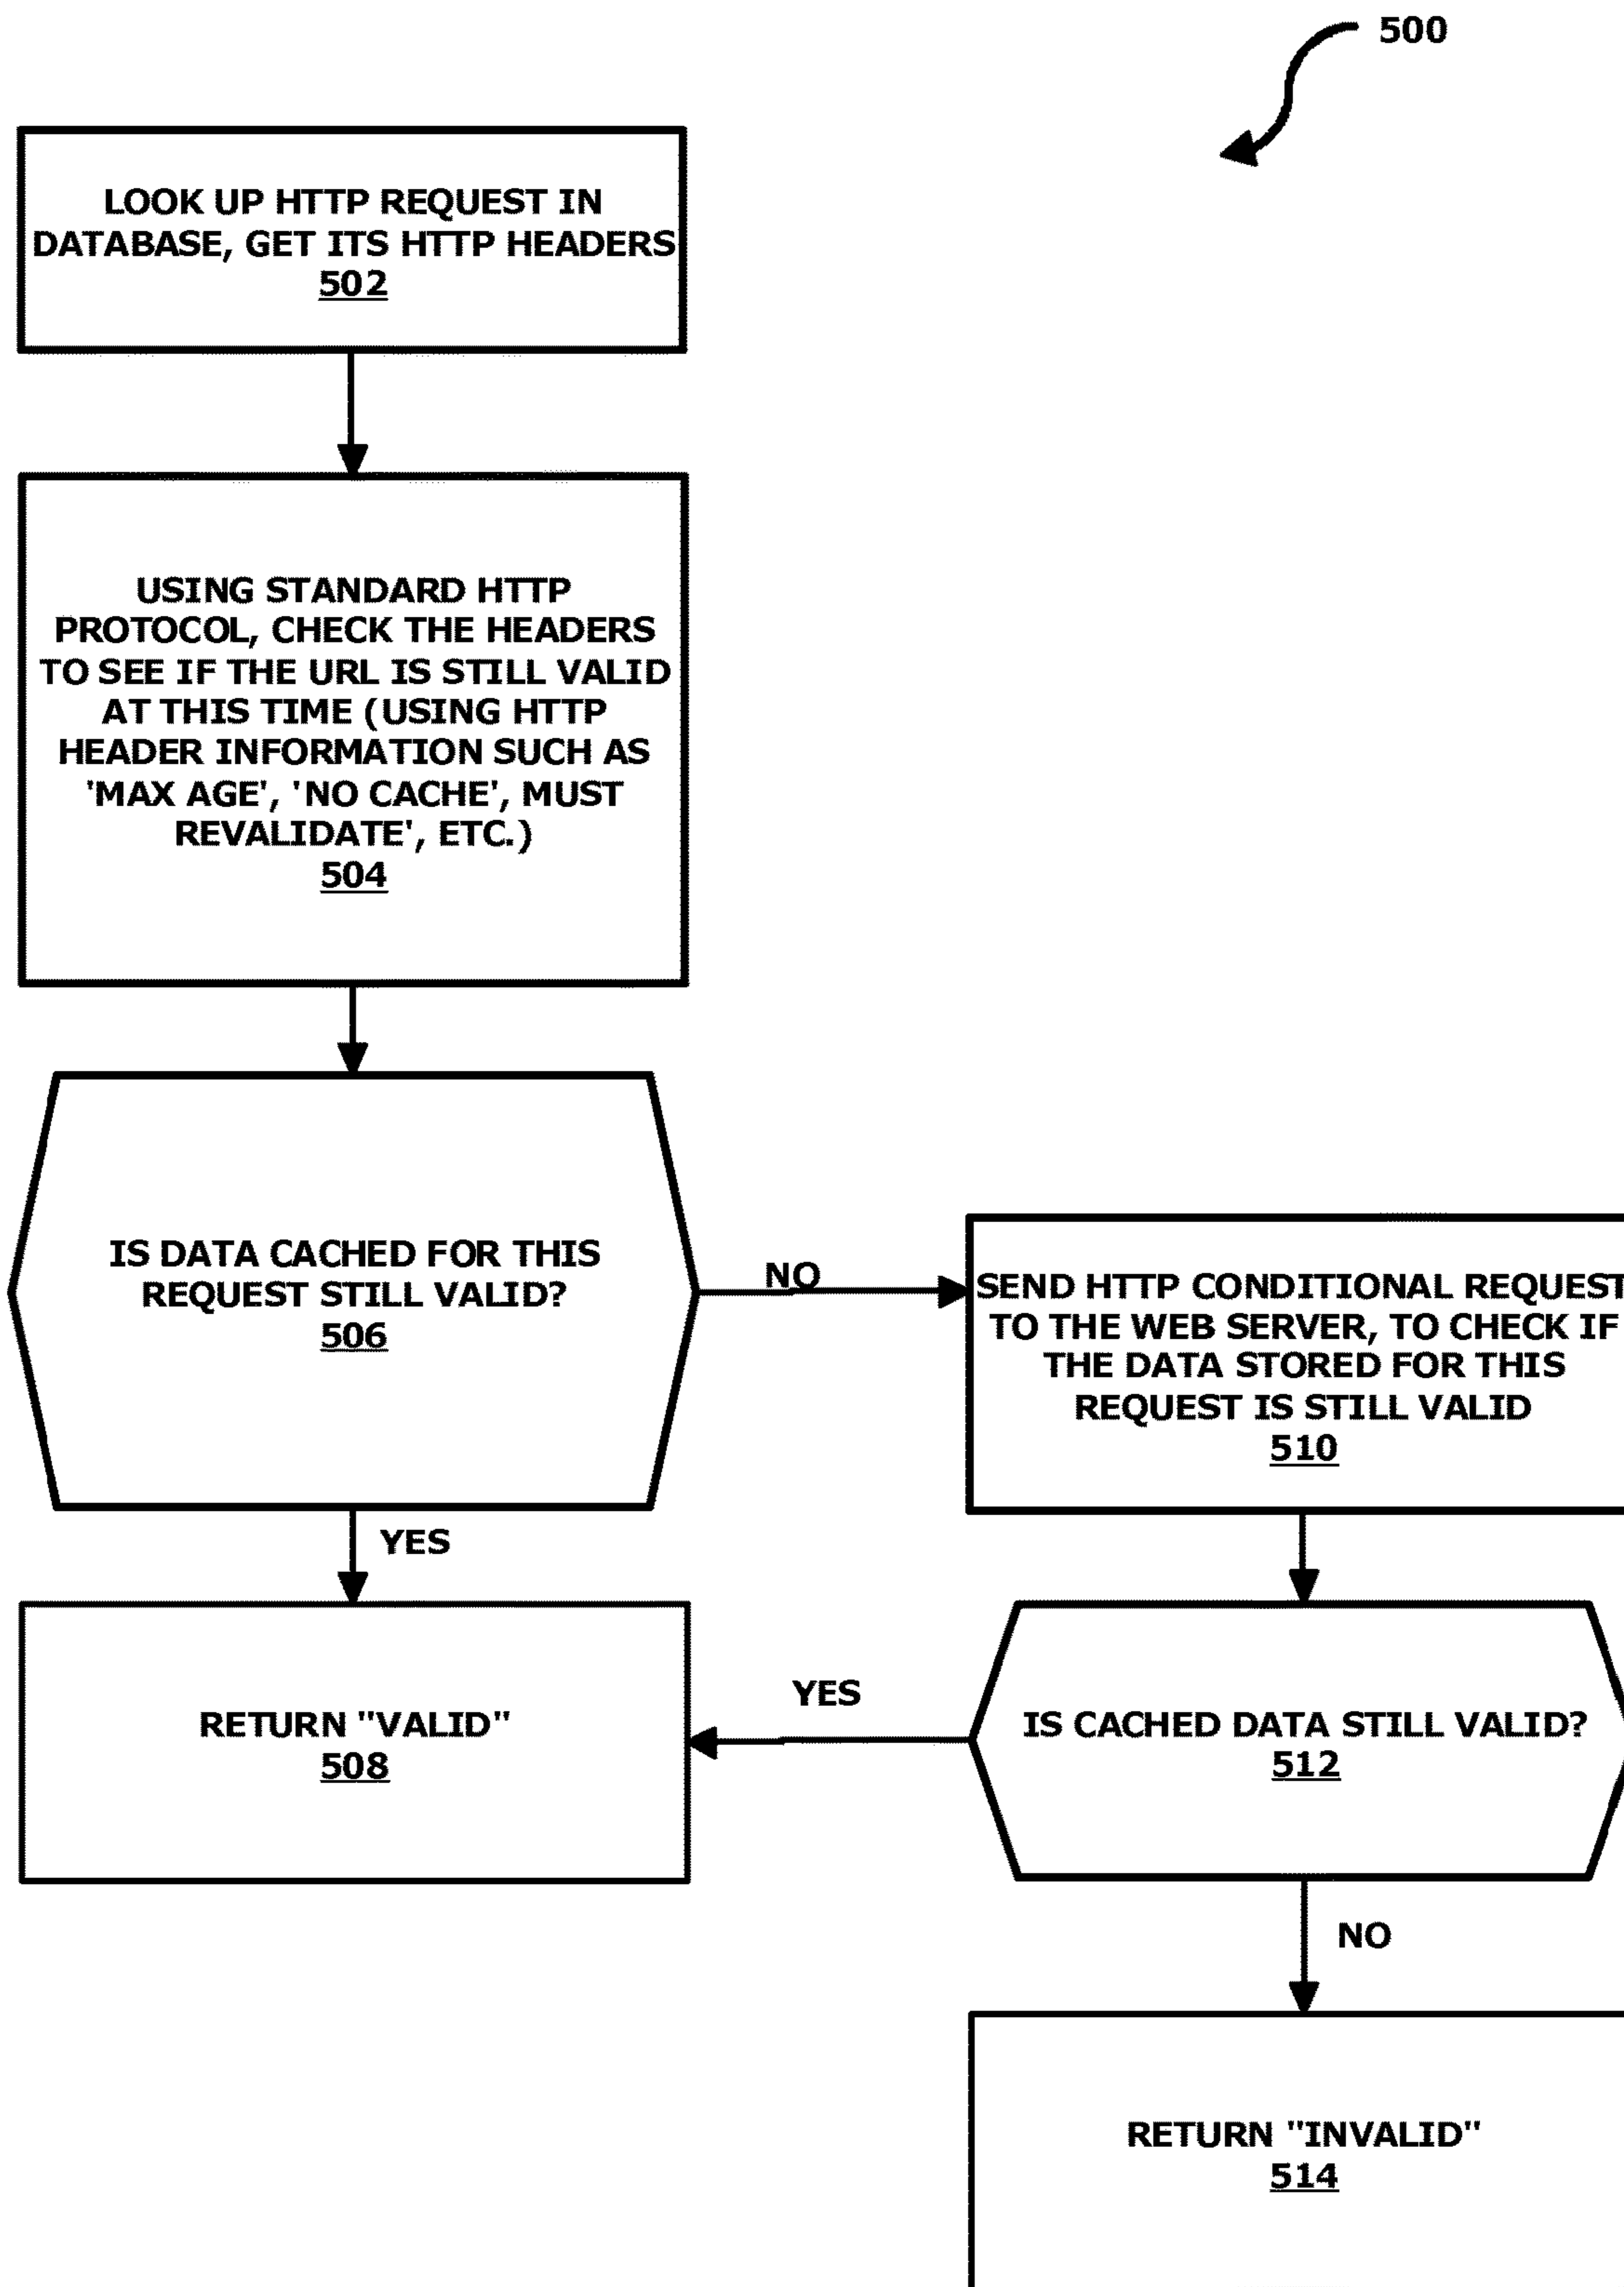 500
LOOK UP HTTP REQUEST IN
DATABASE, GET ITS HTTP HEADERS
502
USING STANDARD HTTP
PROTOCOL, CHECK THE HEADERS
TO SEE IF THE URL IS STILL VALID
AT THIS TIME (USING HTTP
HEADER INFORMATION SUCH AS
'MAX AGE', 'NO CACHE', MUST
REVALIDATE', ETC.)
504
IS DATA CACHED FOR THIS
REQUEST STILL VALID?
506
NO
SEND HTTP CONDITIONAL REQUEST
TO THE WEB SERVER, TO CHECK IF
THE DATA STORED FOR THIS
REQUEST IS STILL VALID
510
YES
RETURN "VALID"
508
YES
IS CACHED DATA STILL VALID?
512
NO
RETURN "INVALID"
514